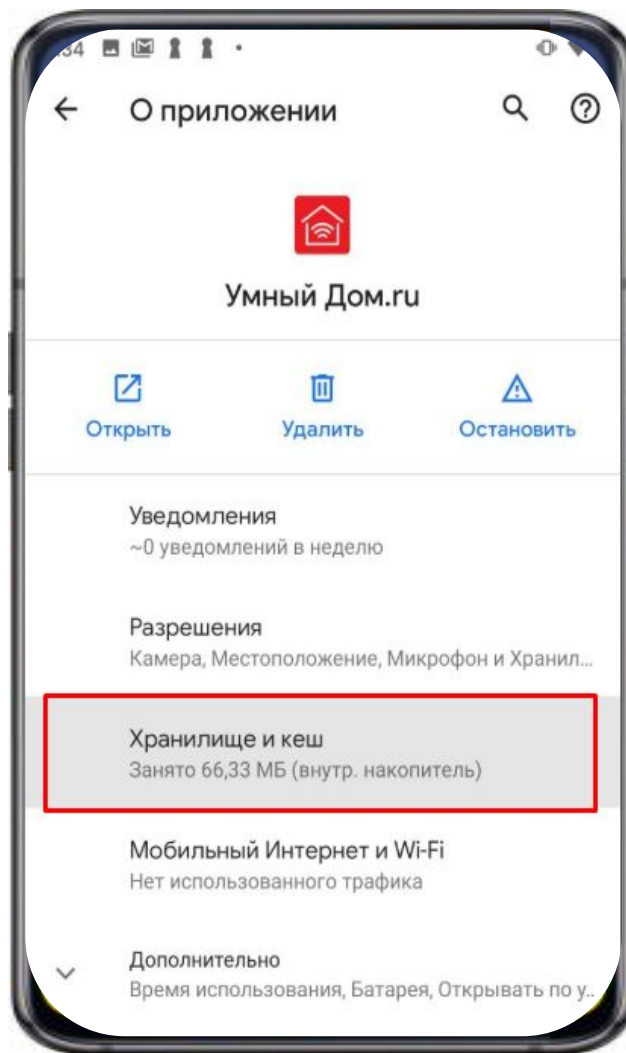 :34
О приложении
Умный Дом.ru
Открыть Удалить Остановить
Уведомления
~0 уведомлений в неделю
Разрешения
Камера, Местоположение, Микрофон и Хранил...
Хранилище и кеш
Занято 66,33 МБ (внутр. накопитель)
Мобильный Интернет и Wi-Fi
Нет использованного трафика
Дополнительно
Время использования, Батарея, Открывать по у..